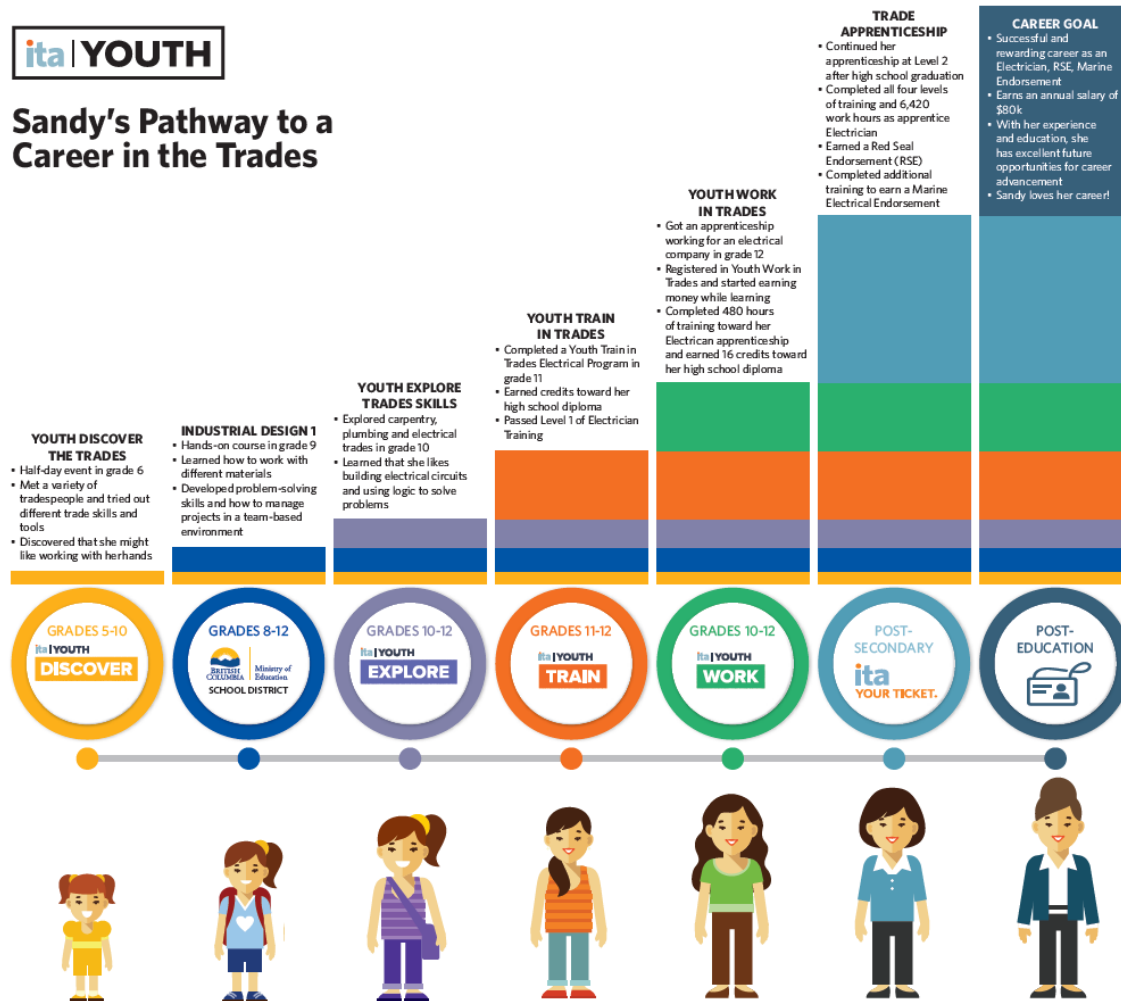 ita | YOUTH
Sandy's Pathway to a
Career in the Trades
YOUTH DISCOVER
THE TRADES
▪ Half-day event in grade 6
▪ Met a variety of
tradespeople and tried out
different trade skills and
tools
▪ Discovered that she might
like working with her hands
INDUSTRIAL DESIGN 1
▪ Hands-on course in grade 9
▪ Learned how to work with
different materials
▪ Developed problem-solving
skills and how to manage
projects in a team-based
environment
YOUTH EXPLORE
TRADES SKILLS
▪ Explored carpentry,
plumbing and electrical
trades in grade 10
▪ Learned that she likes
building electrical circuits
and using logic to solve
problems
YOUTH TRAIN
IN TRADES
▪ Completed a Youth Train in
Trades Electrical Program in
grade 11
▪ Earned credits toward her
high school diploma
▪ Passed Level 1 of Electrician
Training
YOUTH WORK
IN TRADES
▪ Got an apprenticeship
working for an electrical
company in grade 12
▪ Registered in Youth Work in
Trades and started earning
money while learning
▪ Completed 480 hours
of training toward her
Electrican apprenticeship
and earned 16 credits toward
her high school diploma
TRADE
APPRENTICESHIP
▪ Continued her
apprenticeship at Level 2
after high school graduation
▪ Completed all four levels
of training and 6,420
work hours as apprentice
Electrician
▪ Earned a Red Seal
Endorsement (RSE)
▪ Completed additional
training to earn a Marine
Electrical Endorsement
CAREER GOAL
▪ Successful and
rewarding career as an
Electrician, RSE, Marine
Endorsement
▪ Earns an annual salary of
$80k
▪ With her experience
and education, she
has excellent future
opportunities for career
advancement
▪ Sandy loves her career!
GRADES 5-10
ita | YOUTH
DISCOVER
GRADES 8-12
BRITISH
COLUMBIA
Ministry of
Education
SCHOOL DISTRICT
GRADES 10-12
ita | YOUTH
EXPLORE
GRADES 11-12
ita | YOUTH
TRAIN
GRADES 10-12
ita | YOUTH
WORK
POST-
SECONDARY
ita
YOUR TICKET.
POST-
EDUCATION